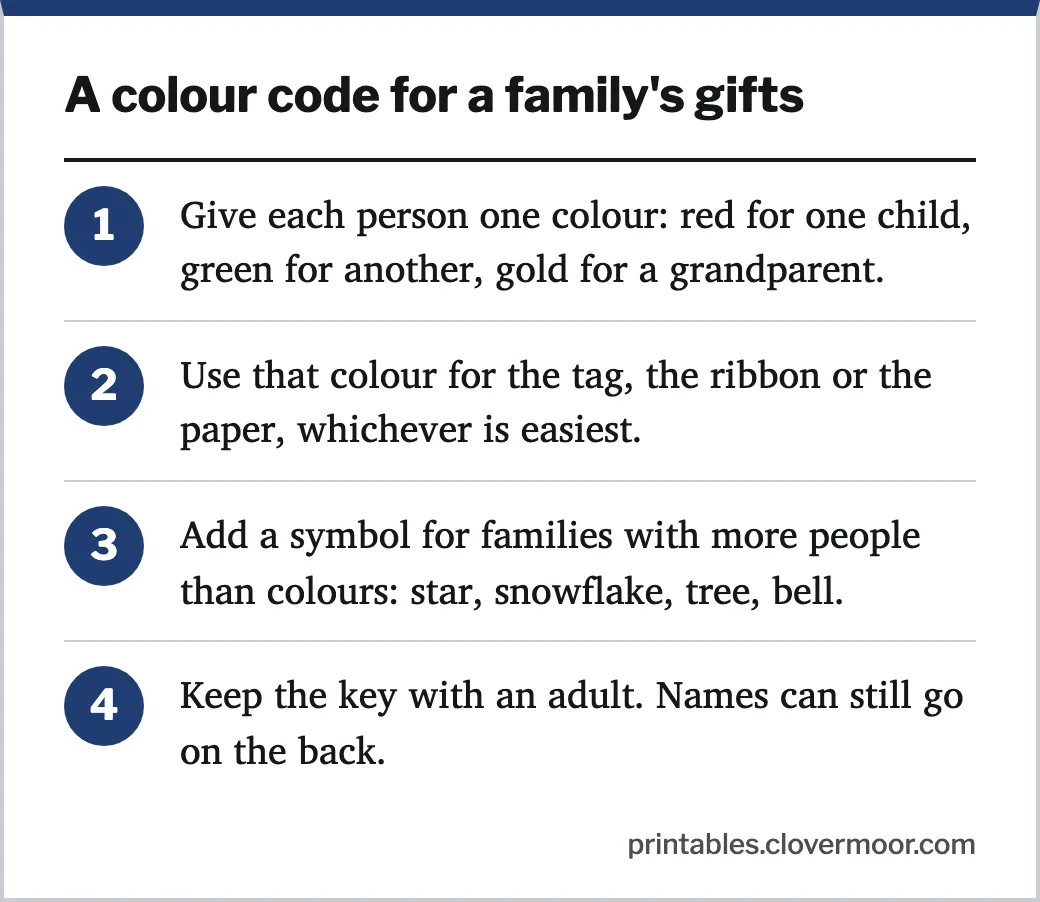 A colour code for a family's gifts
1
Give each person one colour: red for one child,
green for another, gold for a grandparent.
2
Use that colour for the tag, the ribbon or the
paper, whichever is easiest.
3
Add a symbol for families with more people
than colours: star, snowflake, tree, bell.
4
Keep the key with an adult. Names can still go
on the back.
printables.clovermoor.com